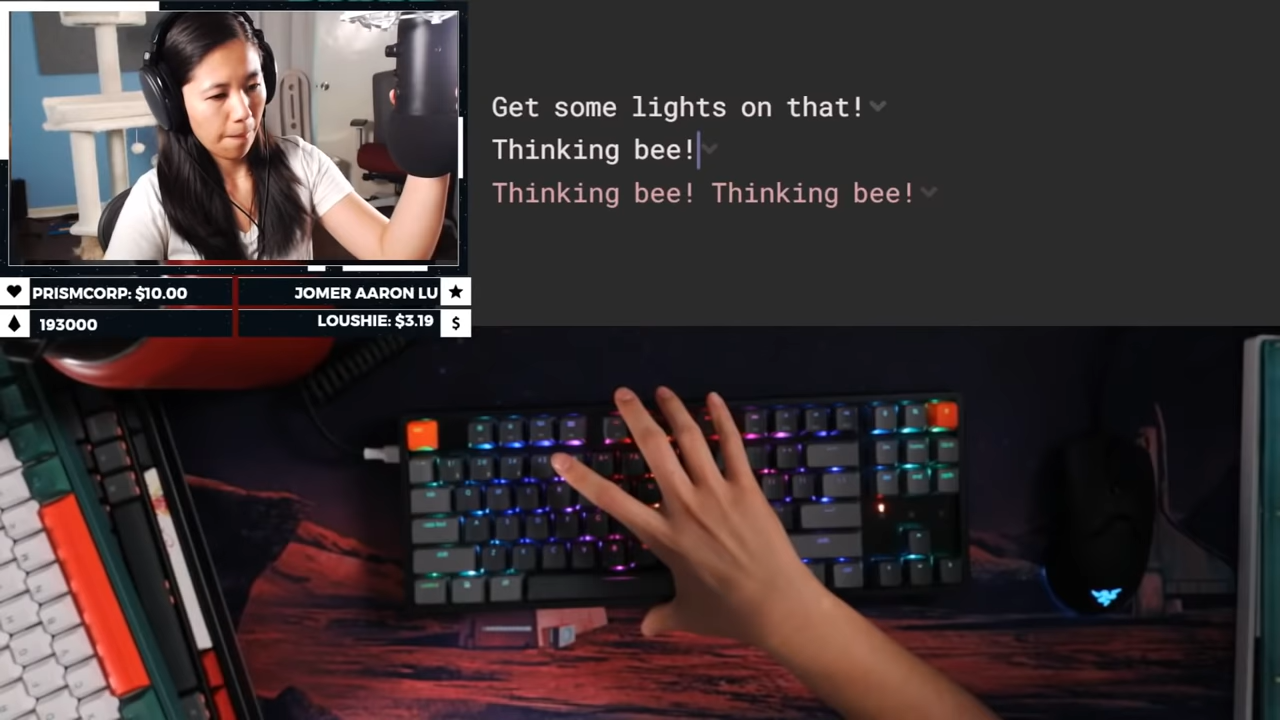 Get some lights on that!
Thinking bee!
Thinking bee! Thinking bee!
PRISMCORP: $10.00
JOMER AARON LU
193000
LOUSHIE: $3.19
$